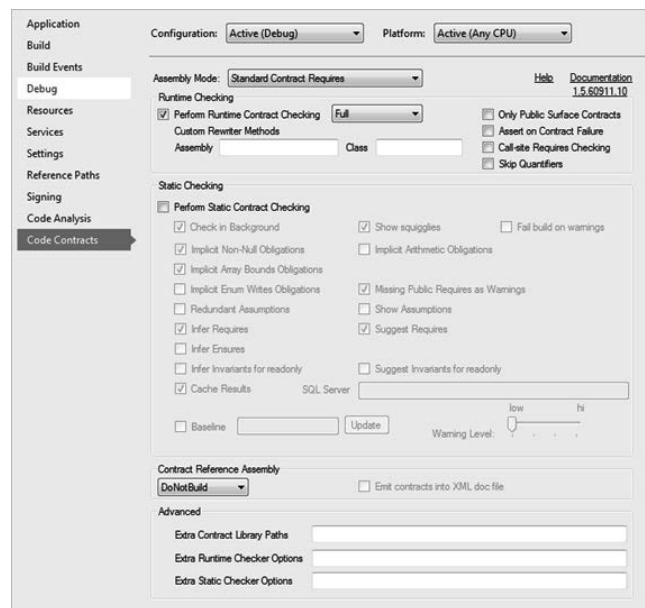 Application
Build
Build Events
Debug
Resources
Services
Settings
Reference Paths
Signing
Code Analysis
Code Contracts
Configuration: Active (Debug) Platform: Active (Any CPU)
Assembly Mode: Standard Contract Requires Help Documentation
1.5.60911.10
Runtime Checking
Perform Runtime Contract Checking Full Only Public Surface Contracts
Custom Rewriter Methods Assert on Contract Failure
Assembly Class Call-site Requires Checking
Skip Quantifiers
Static Checking
Perform Static Contract Checking
Check in Background Show squigglies Fail build on warnings
Implicit Non-Null Obligations Implicit Arithmetic Obligations
Implicit Array Bounds Obligations
Implicit Enum Writes Obligations Missing Public Requires as Warnings
Redundant Assumptions Show Assumptions
Infer Requires Suggest Requires
Infer Ensures
Infer Invariants for readonly Suggest Invariants for readonly
Cache Results SQL Server
low hi
Baseline Update Warning Level:
Contract Reference Assembly
DoNotBuild Emit contracts into XML doc file
Advanced
Extra Contract Library Paths
Extra Runtime Checker Options
Extra Static Checker Options